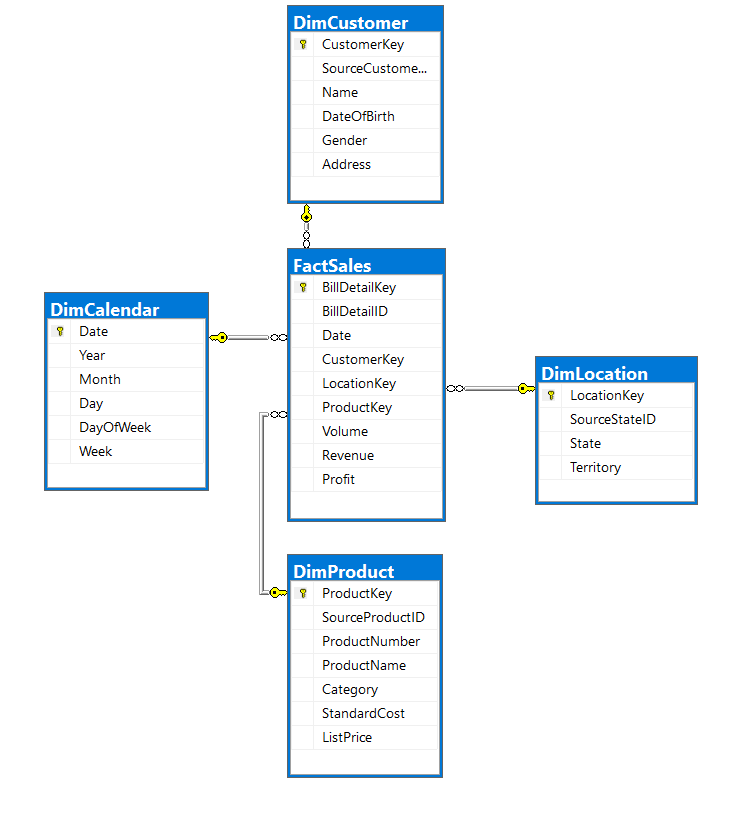 DimCustomer
CustomerKey
SourceCustome...
Name
DateOfBirth
Gender
Address
FactSales
BillDetailKey
BillDetailID
Date
CustomerKey
LocationKey
ProductKey
Volume
Revenue
Profit
DimCalendar
Date
Year
Month
Day
DayOfWeek
Week
DimLocation
LocationKey
SourceStateID
State
Territory
DimProduct
ProductKey
SourceProductID
ProductNumber
ProductName
Category
StandardCost
ListPrice